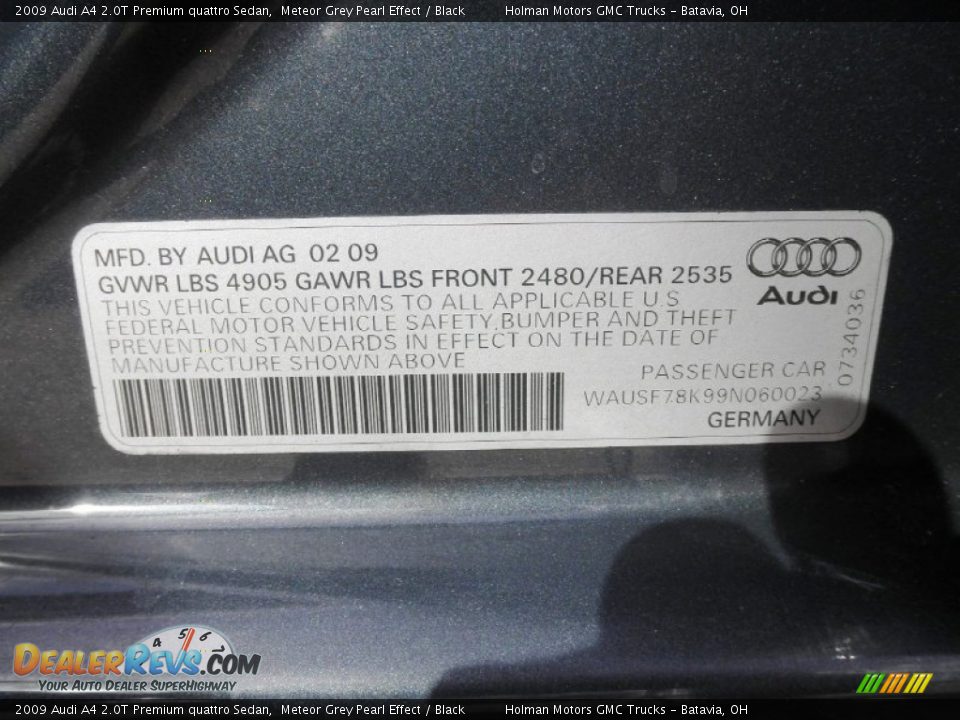 2009 Audi A4 2.0T Premium quattro Sedan,  Meteor Grey Pearl Effect / Black        Holman Motors GMC Trucks - Batavia, OH
MFD. BY AUDI AG  02 09
GVWR LBS 4905 GAWR LBS FRONT 2480/REAR 2535
THIS VEHICLE CONFORMS TO ALL APPLICABLE U.S
FEDERAL MOTOR VEHICLE SAFETY,BUMPER AND THEFT
PREVENTION STANDARDS IN EFFECT ON THE DATE OF
MANUFACTURE SHOWN ABOVE
Audi
0734036
PASSENGER CAR
WAUSF78K99N060023
GERMANY
4 5 6 7
DEALERREVS.COM
YOUR AUTO DEALER SUPERHIGHWAY
2009 Audi A4 2.0T Premium quattro Sedan,  Meteor Grey Pearl Effect / Black        Holman Motors GMC Trucks - Batavia, OH